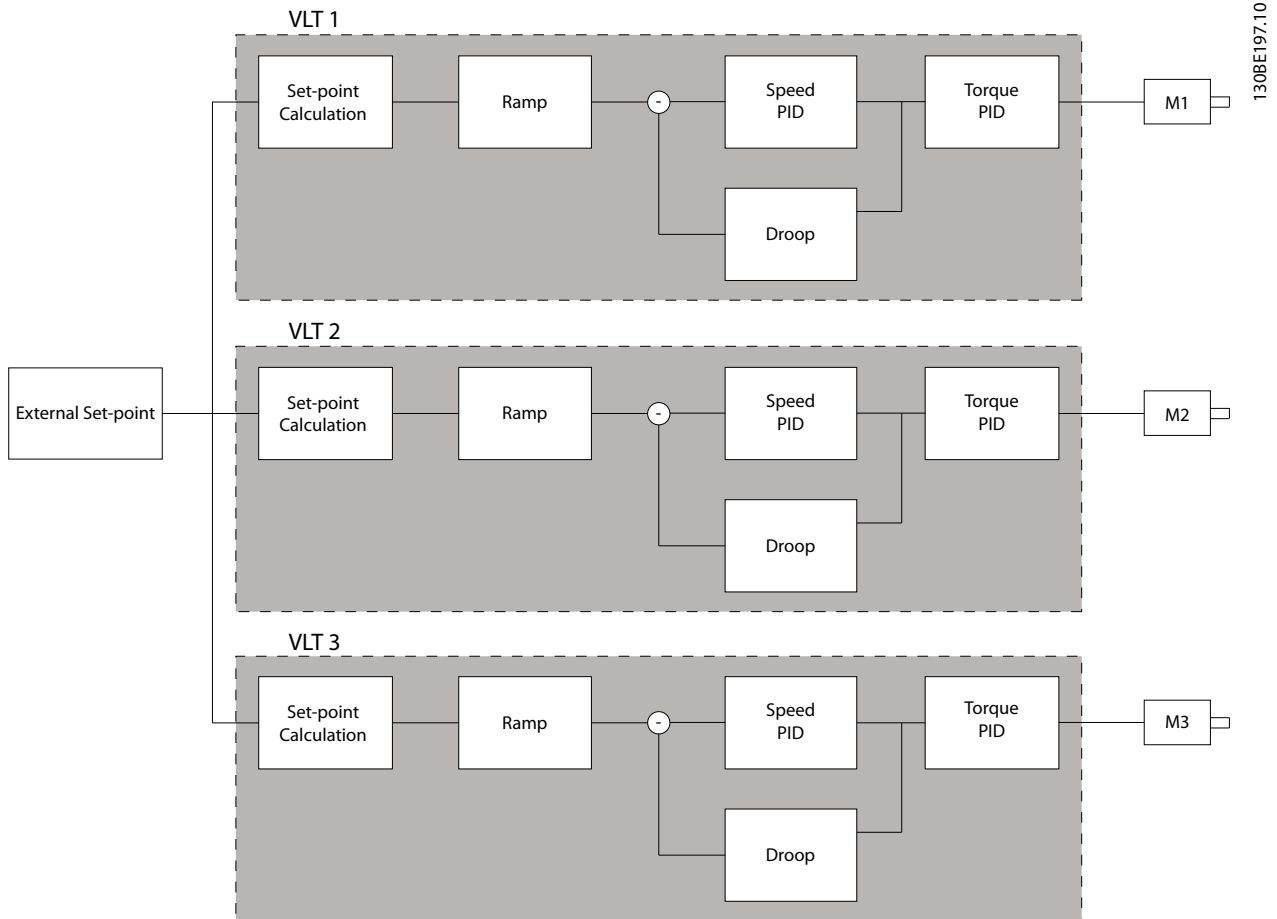 130BE197.10
VLT 1
Set-point
Calculation
Ramp
-
Speed
PID
Torque
PID
M1
Droop
VLT 2
External Set-point
Set-point
Calculation
Ramp
-
Speed
PID
Torque
PID
M2
Droop
VLT 3
Set-point
Calculation
Ramp
-
Speed
PID
Torque
PID
M3
Droop